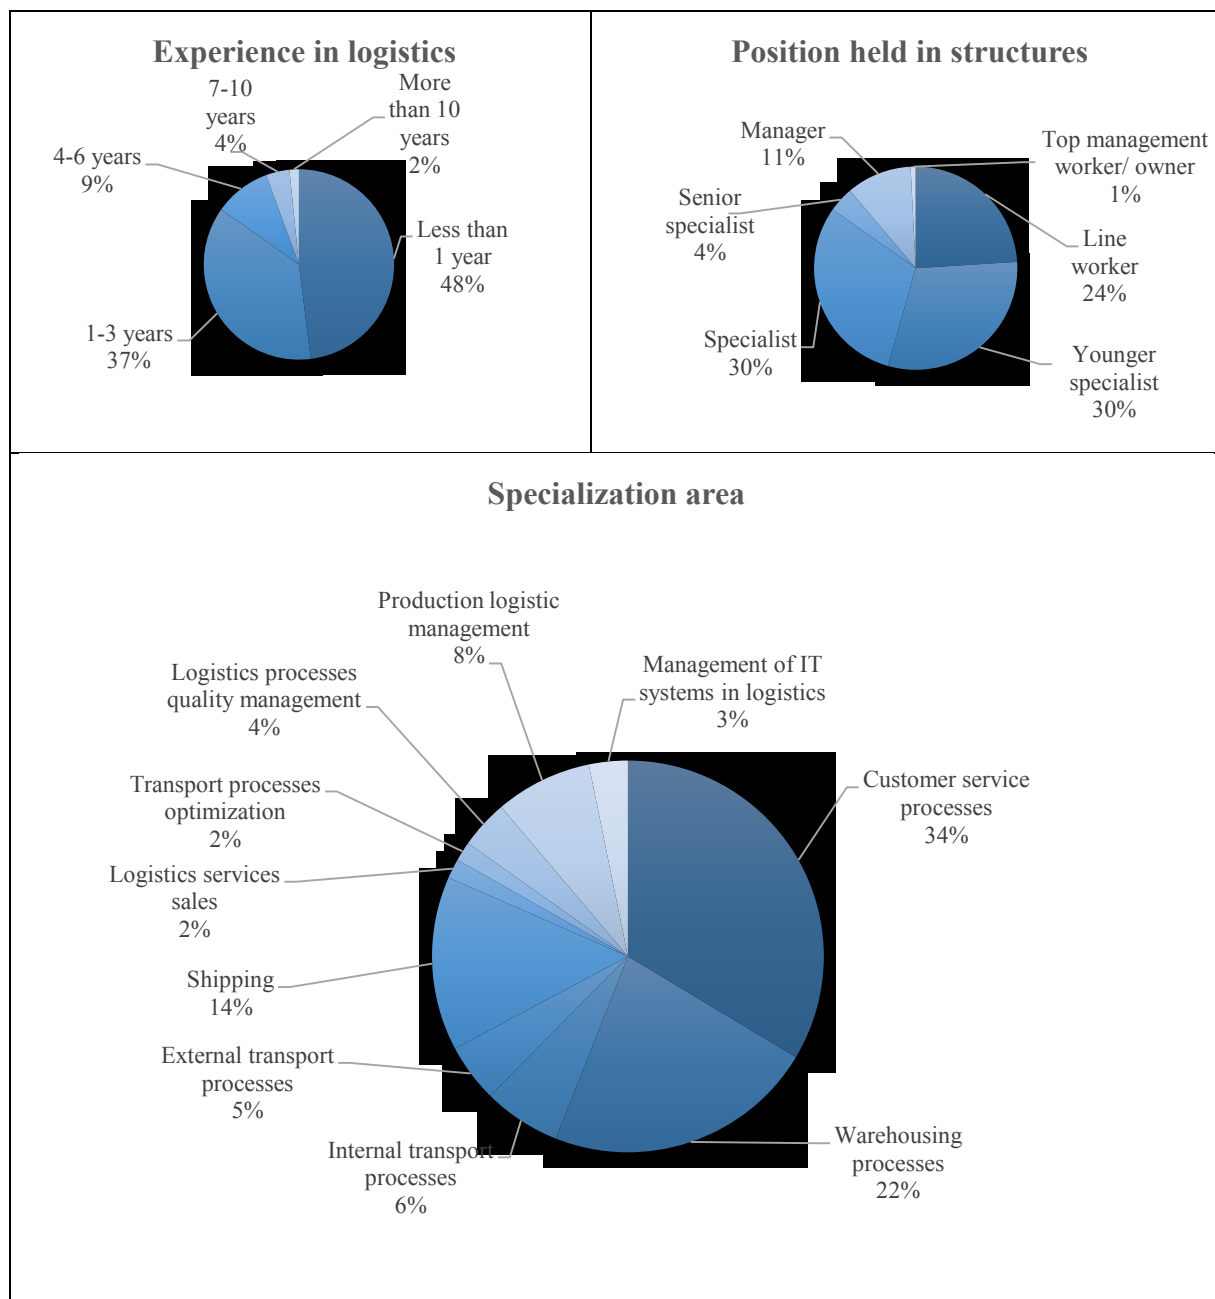 Experience in logistics
7-10
years
4%
More
than 10
years
2%
4-6 years
9%
Less than
1 year
48%
1-3 years
37%
Position held in structures
Manager
11%
Top management
worker/ owner
1%
Senior
specialist
4%
Line
worker
24%
Specialist
30%
Younger
specialist
30%
Specialization area
Production logistic
management
8%
Management of IT
systems in logistics
3%
Logistics processes
quality management
4%
Customer service
processes
34%
Transport processes
optimization
2%
Logistics services
sales
2%
Shipping
14%
External transport
processes
5%
Internal transport
processes
6%
Warehousing
processes
22%